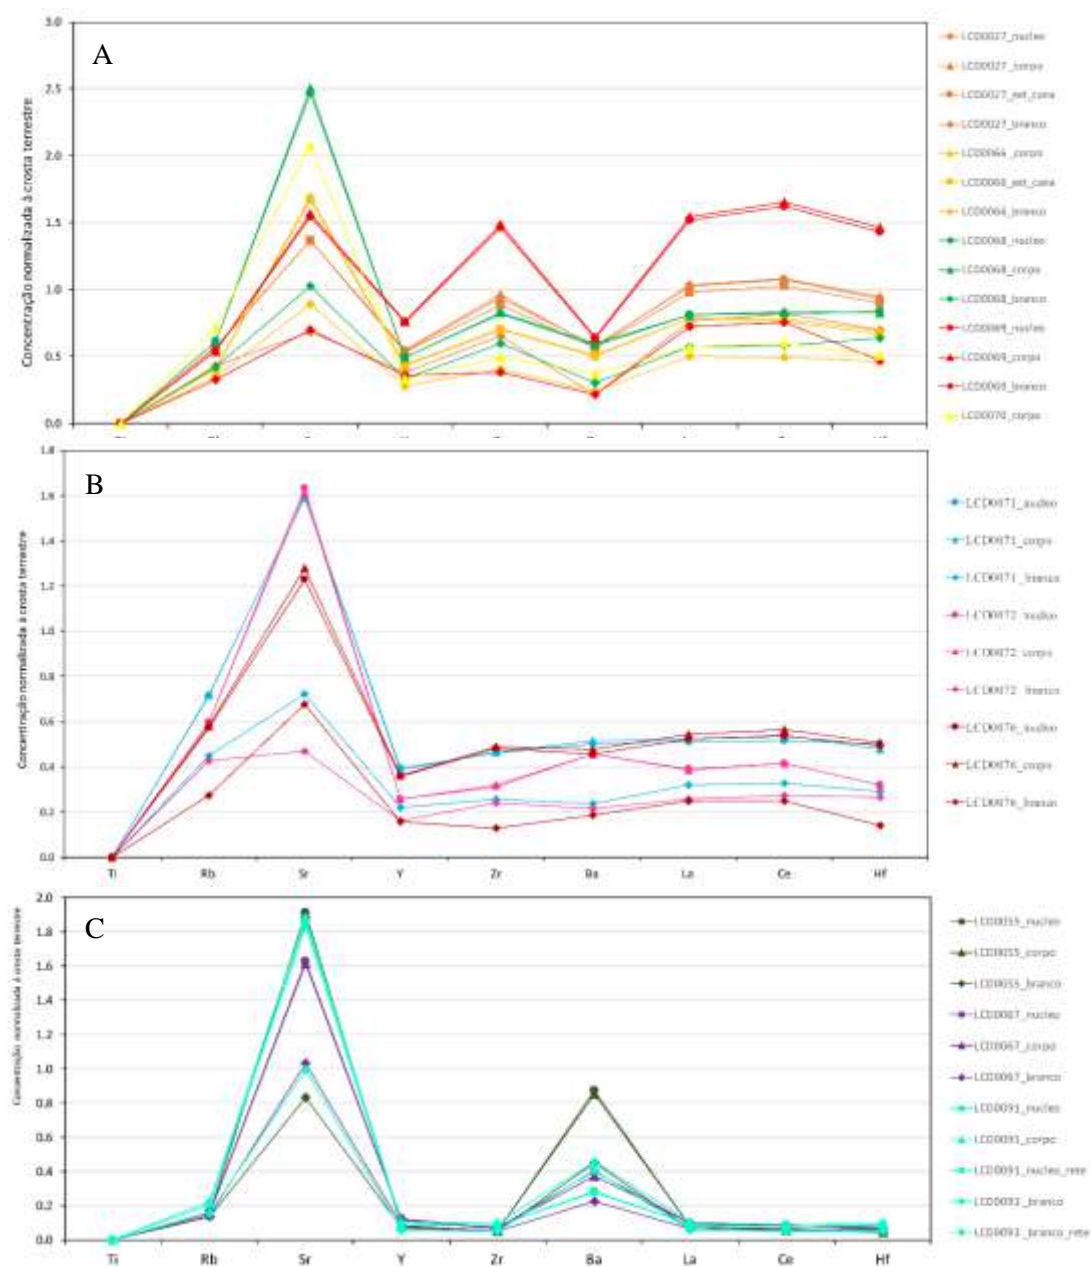 A
Concentração normalizada à crosta terrestre
3.0
2.5
2.0
1.5
1.0
0.5
0.0
LCD0027_nucleo
LCD0027_corpo
LCD0027_ret_cora
LCD0027_branco
LCD0066_corpo
LCD0066_branco
LCD0068_nucleo
LCD0068_corpo
LCD0068_branco
LCD0069_nucleo
LCD0069_corpo
LCD0069_branco
LCD0070_corpo
B
Concentração normalizada à crosta terrestre
1.8
1.6
1.4
1.2
1.0
0.8
0.6
0.4
0.2
0.0
Ti Rb Sr Y Zr Ba La Ce Hf
LCD0071_nucleo
LCD0071_corpo
LCD0071_branco
LCD0072_nucleo
LCD0072_corpo
LCD0072_branco
LCD0076_nucleo
LCD0076_corpo
LCD0076_branco
C
Concentração normalizada à crosta terrestre
2.0
1.8
1.6
1.4
1.2
1.0
0.8
0.6
0.4
0.2
0.0
Ti Rb Sr Y Zr Ba La Ce Hf
LCD0055_nucleo
LCD0055_corpo
LCD0055_branco
LCD0067_nucleo
LCD0067_corpo
LCD0067_branco
LCD0091_nucleo
LCD0091_corpo
LCD0091_nucleo_rete
LCD0091_branco
LCD0091_branco_rete